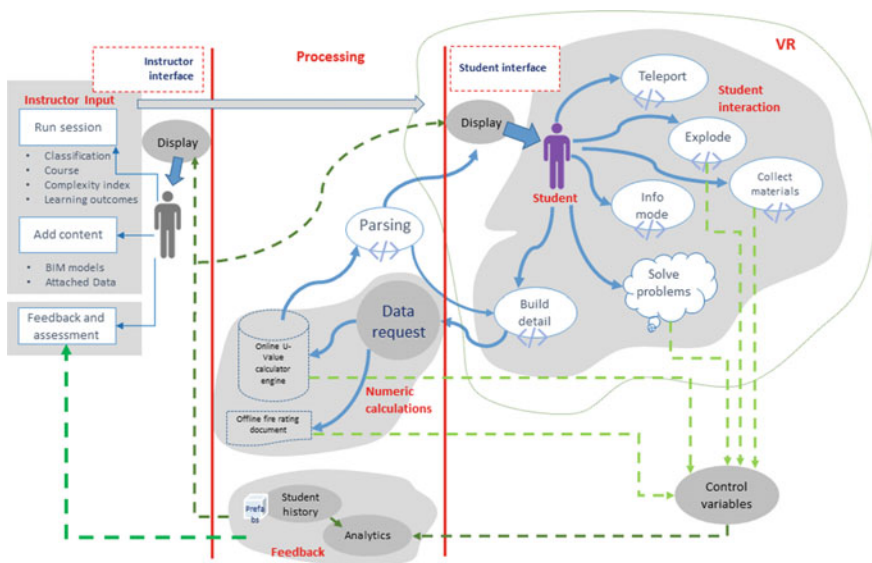 Instructor
interface
Processing
Student interface
VR
Instructor Input
Run session
• Classification
• Course
• Complexity index
• Learning outcomes
Add content
• BIM models
• Attached Data
Feedback and
assessment
Display
Display
Student
Teleport
Student
interaction
Explode
</>
Collect
materials
</>
Info
mode
</>
Solve
problems
Parsing
</>
Build
detail
</>
Data
request
Online U-
Value
calculator
engine
Numeric
calculations
Offline fire rating
document
Prefa
bs
Student
history
Analytics
Feedback
Control
variables